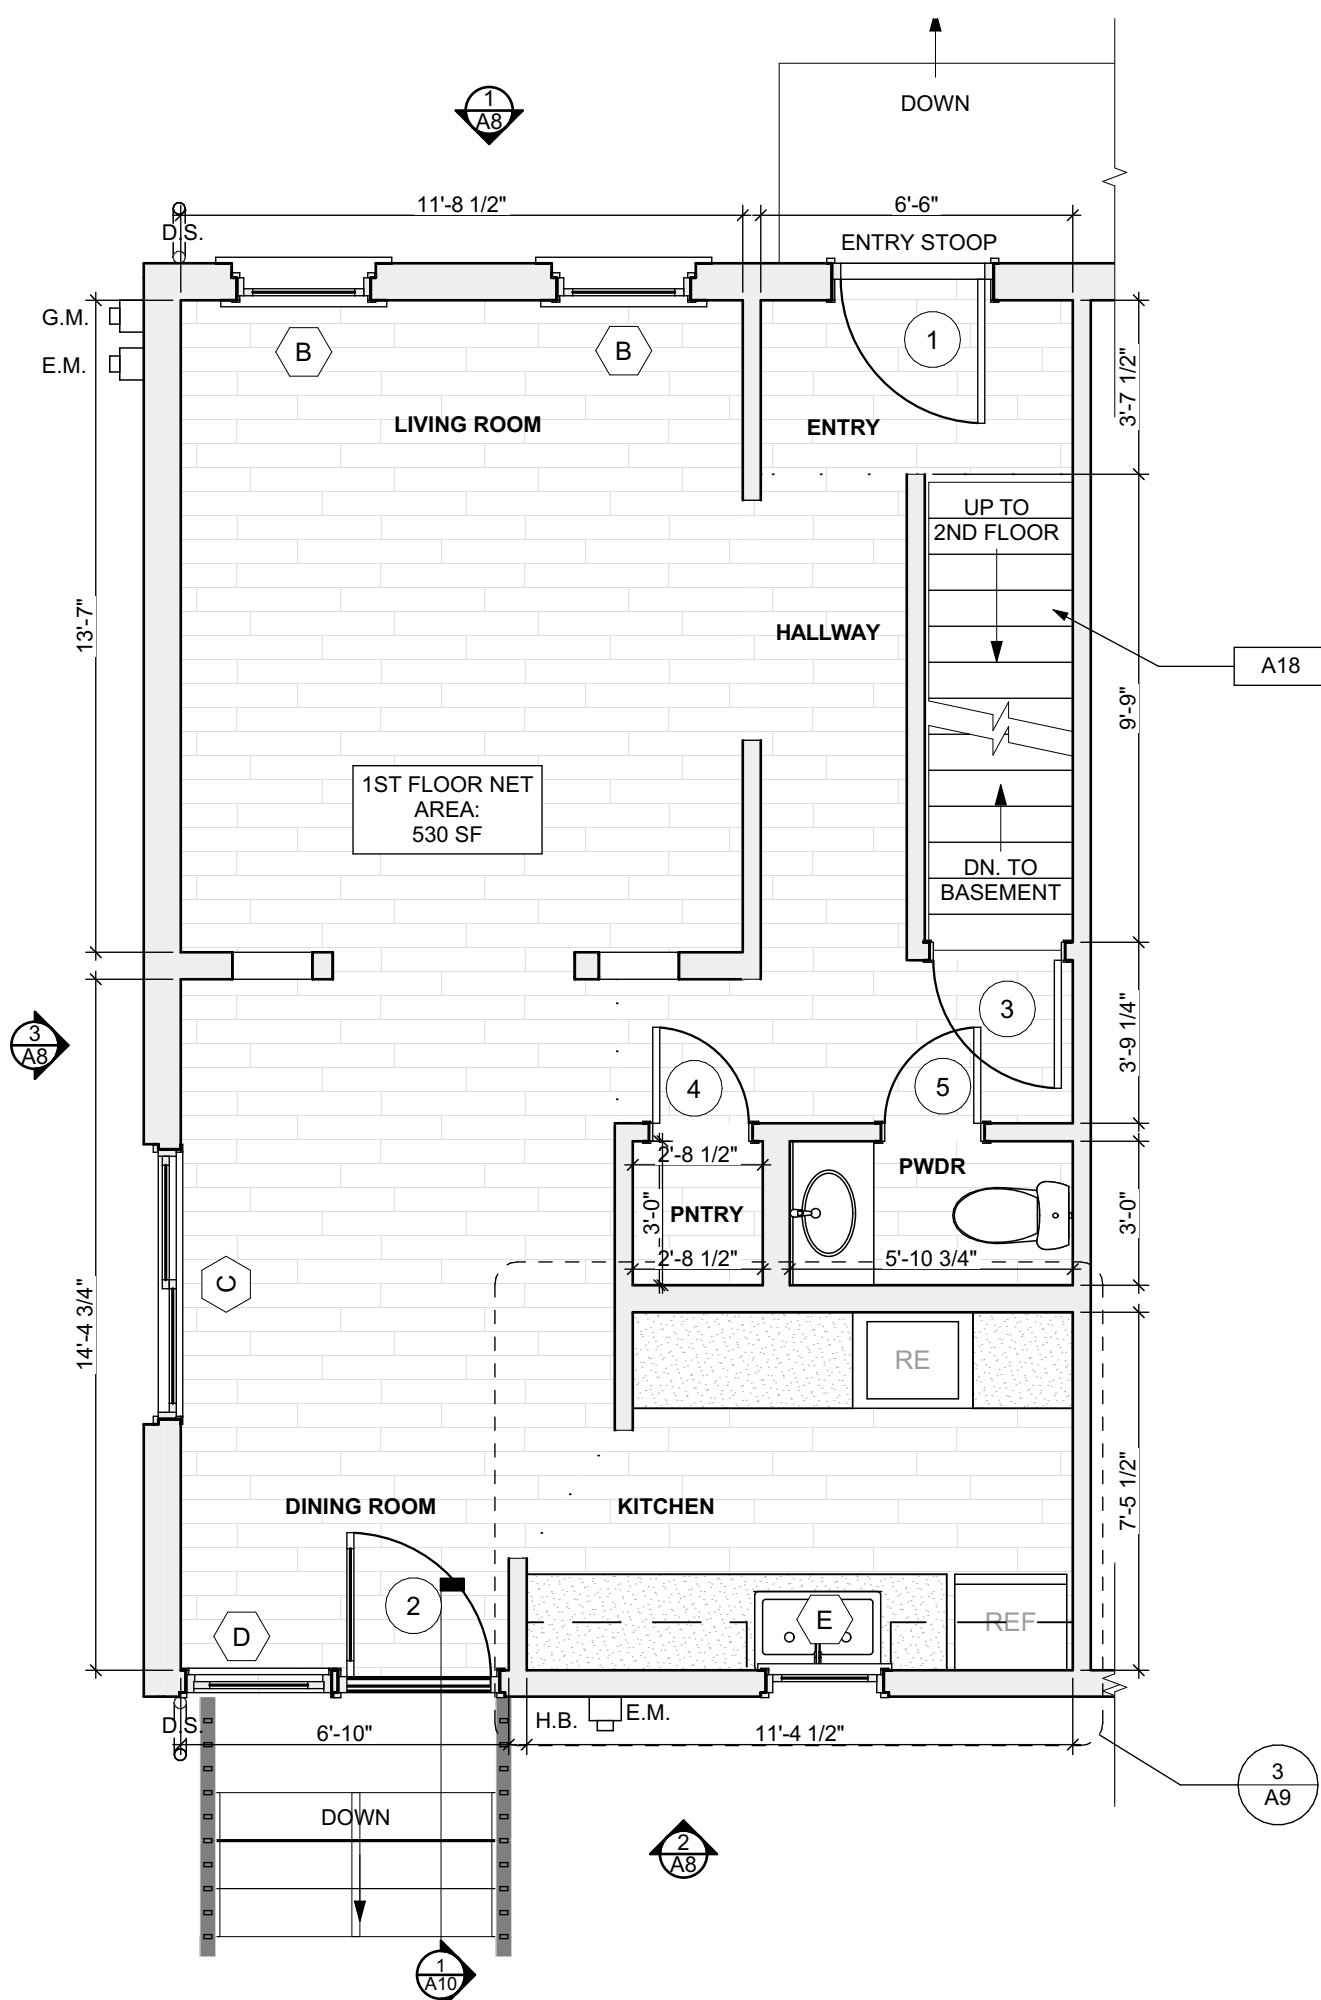 DOWN
1
A8
11'-8 1/2"
6'-6"
D.S.
ENTRY STOOP
G.M.
E.M.
B
B
1
3'-7 1/2"
LIVING ROOM
ENTRY
UP TO
2ND FLOOR
13'-7"
HALLWAY
A18
9'-9"
1ST FLOOR NET
AREA:
530 SF
DN. TO
BASEMENT
3
A8
3
3'-9 1/4"
4
5
2'-8 1/2"
PWDR
3'-0"
PNTRY
3'-0"
2'-8 1/2"
5'-10 3/4"
C
14'-4 3/4"
RE
7'-5 1/2"
DINING ROOM
KITCHEN
2
D
E
REF
D.S.
6'-10"
H.B.
E.M.
11'-4 1/2"
3
A9
DOWN
2
A8
1
A10